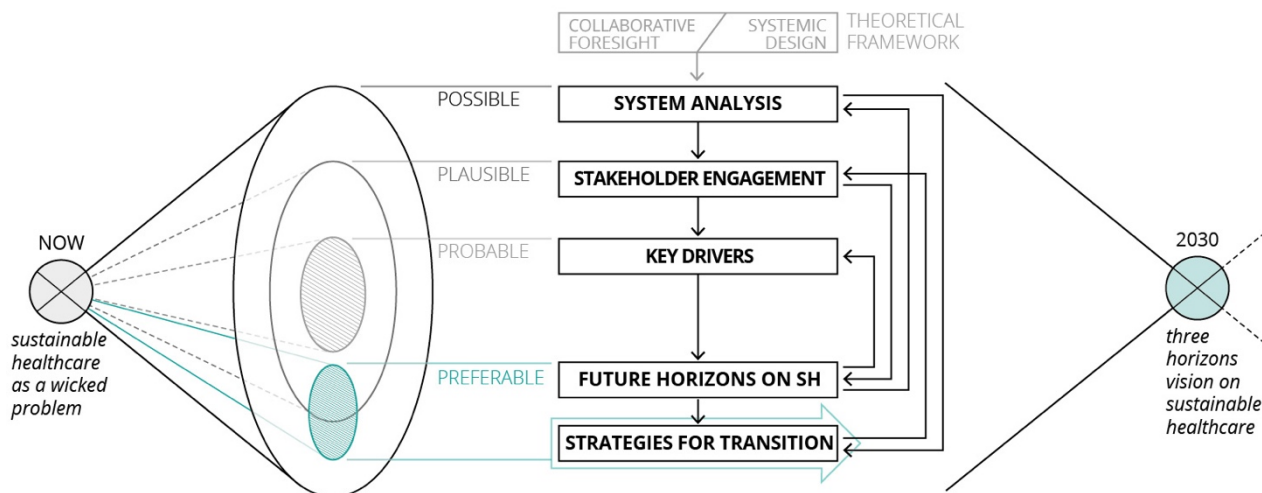 COLLABORATIVE
FORESIGHT
SYSTEMIC
DESIGN
THEORETICAL
FRAMEWORK
POSSIBLE
SYSTEM ANALYSIS
PLAUSIBLE
STAKEHOLDER ENGAGEMENT
PROBABLE
KEY DRIVERS
PREFERABLE
FUTURE HORIZONS ON SH
STRATEGIES FOR TRANSITION
NOW
sustainable
healthcare
as a wicked
problem
2030
three
horizons
vision on
sustainable
healthcare